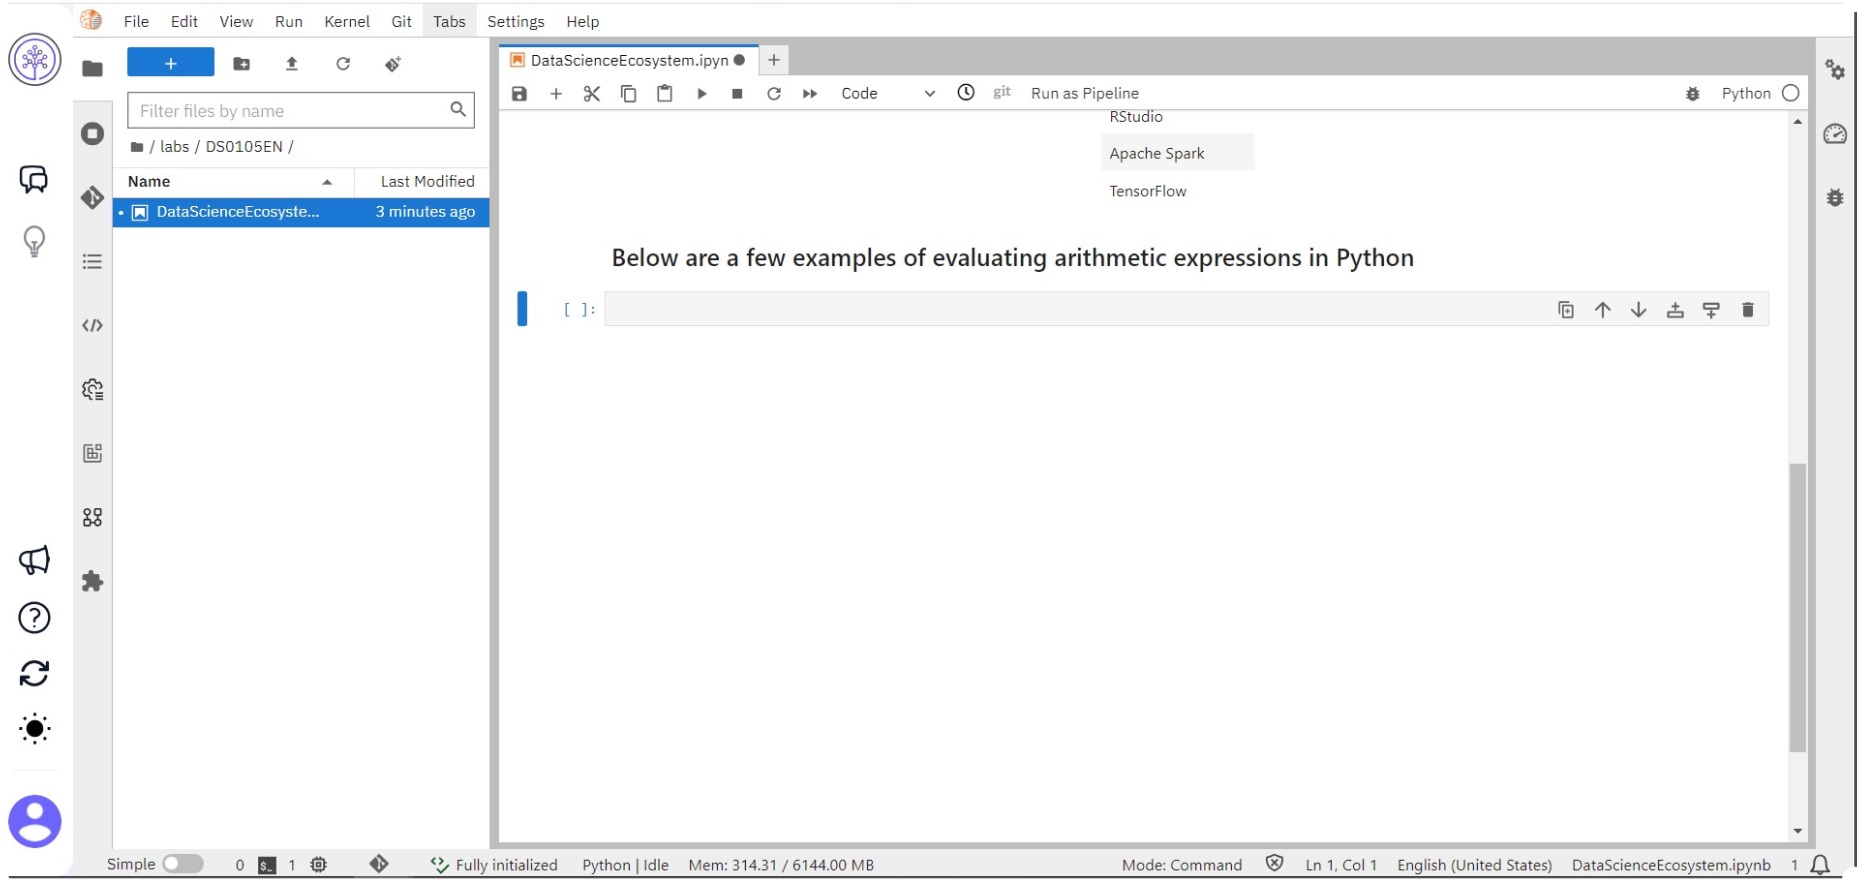 File Edit View Run Kernel Git Tabs Settings Help
+
Filter files by name
/ labs / DS0105EN /
Name Last Modified
• DataScienceEcosyste... 3 minutes ago
DataScienceEcosystem.ipyn ● +
Code git Run as Pipeline Python
RStudio
Apache Spark
TensorFlow
Below are a few examples of evaluating arithmetic expressions in Python
[ ]:
Simple 0 $_ 1 Fully initialized Python | Idle Mem: 314.31 / 6144.00 MB Mode: Command Ln 1, Col 1 English (United States) DataScienceEcosystem.ipynb 1